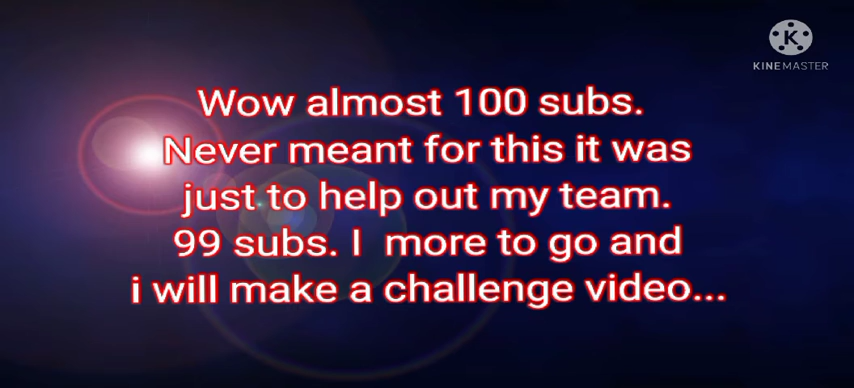 KINEMASTER
Wow almost 100 subs.
Never meant for this it was
just to help out my team.
99 subs. I  more to go and
i will make a challenge video...